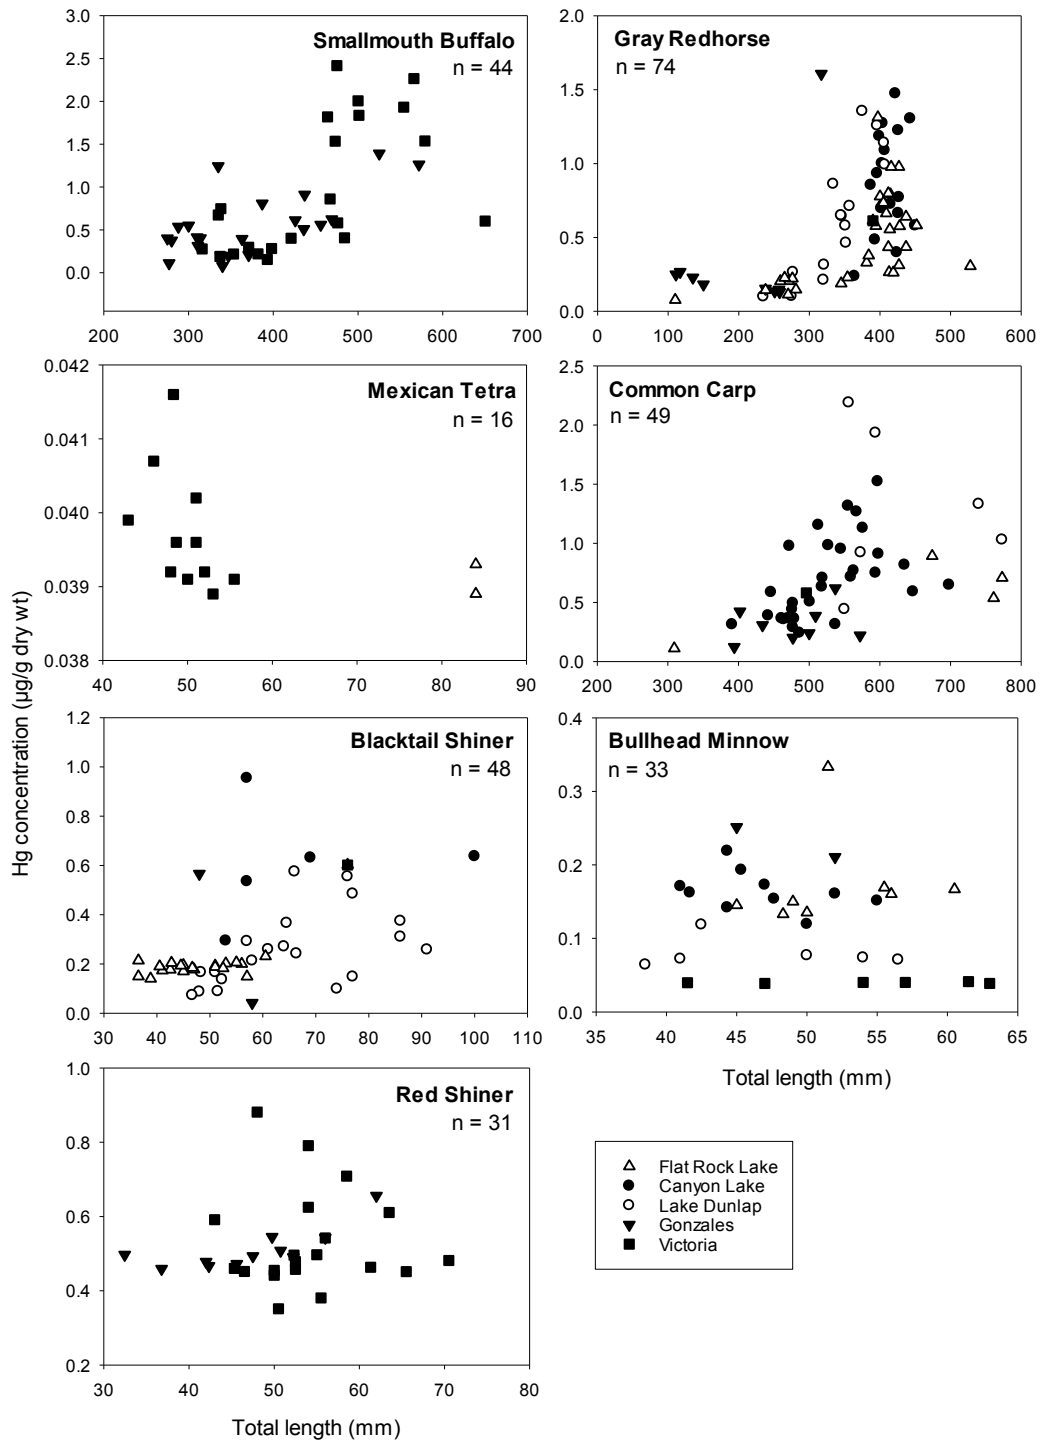 Hg concentration (µg/g dry wt)
Smallmouth Buffalo
n = 44
3.0
2.5
2.0
1.5
1.0
0.5
0.0
200 300 400 500 600 700
Gray Redhorse
n = 74
2.0
1.5
1.0
0.5
0.0
0 100 200 300 400 500 600
Mexican Tetra
n = 16
0.042
0.041
0.040
0.039
0.038
40 50 60 70 80 90
Common Carp
n = 49
2.5
2.0
1.5
1.0
0.5
0.0
200 300 400 500 600 700 800
Blacktail Shiner
n = 48
1.2
1.0
0.8
0.6
0.4
0.2
0.0
30 40 50 60 70 80 90 100 110
Bullhead Minnow
n = 33
0.4
0.3
0.2
0.1
0.0
35 40 45 50 55 60 65
Total length (mm)
Red Shiner
n = 31
1.0
0.8
0.6
0.4
0.2
30 40 50 60 70 80
Total length (mm)
Flat Rock Lake
Canyon Lake
Lake Dunlap
Gonzales
Victoria